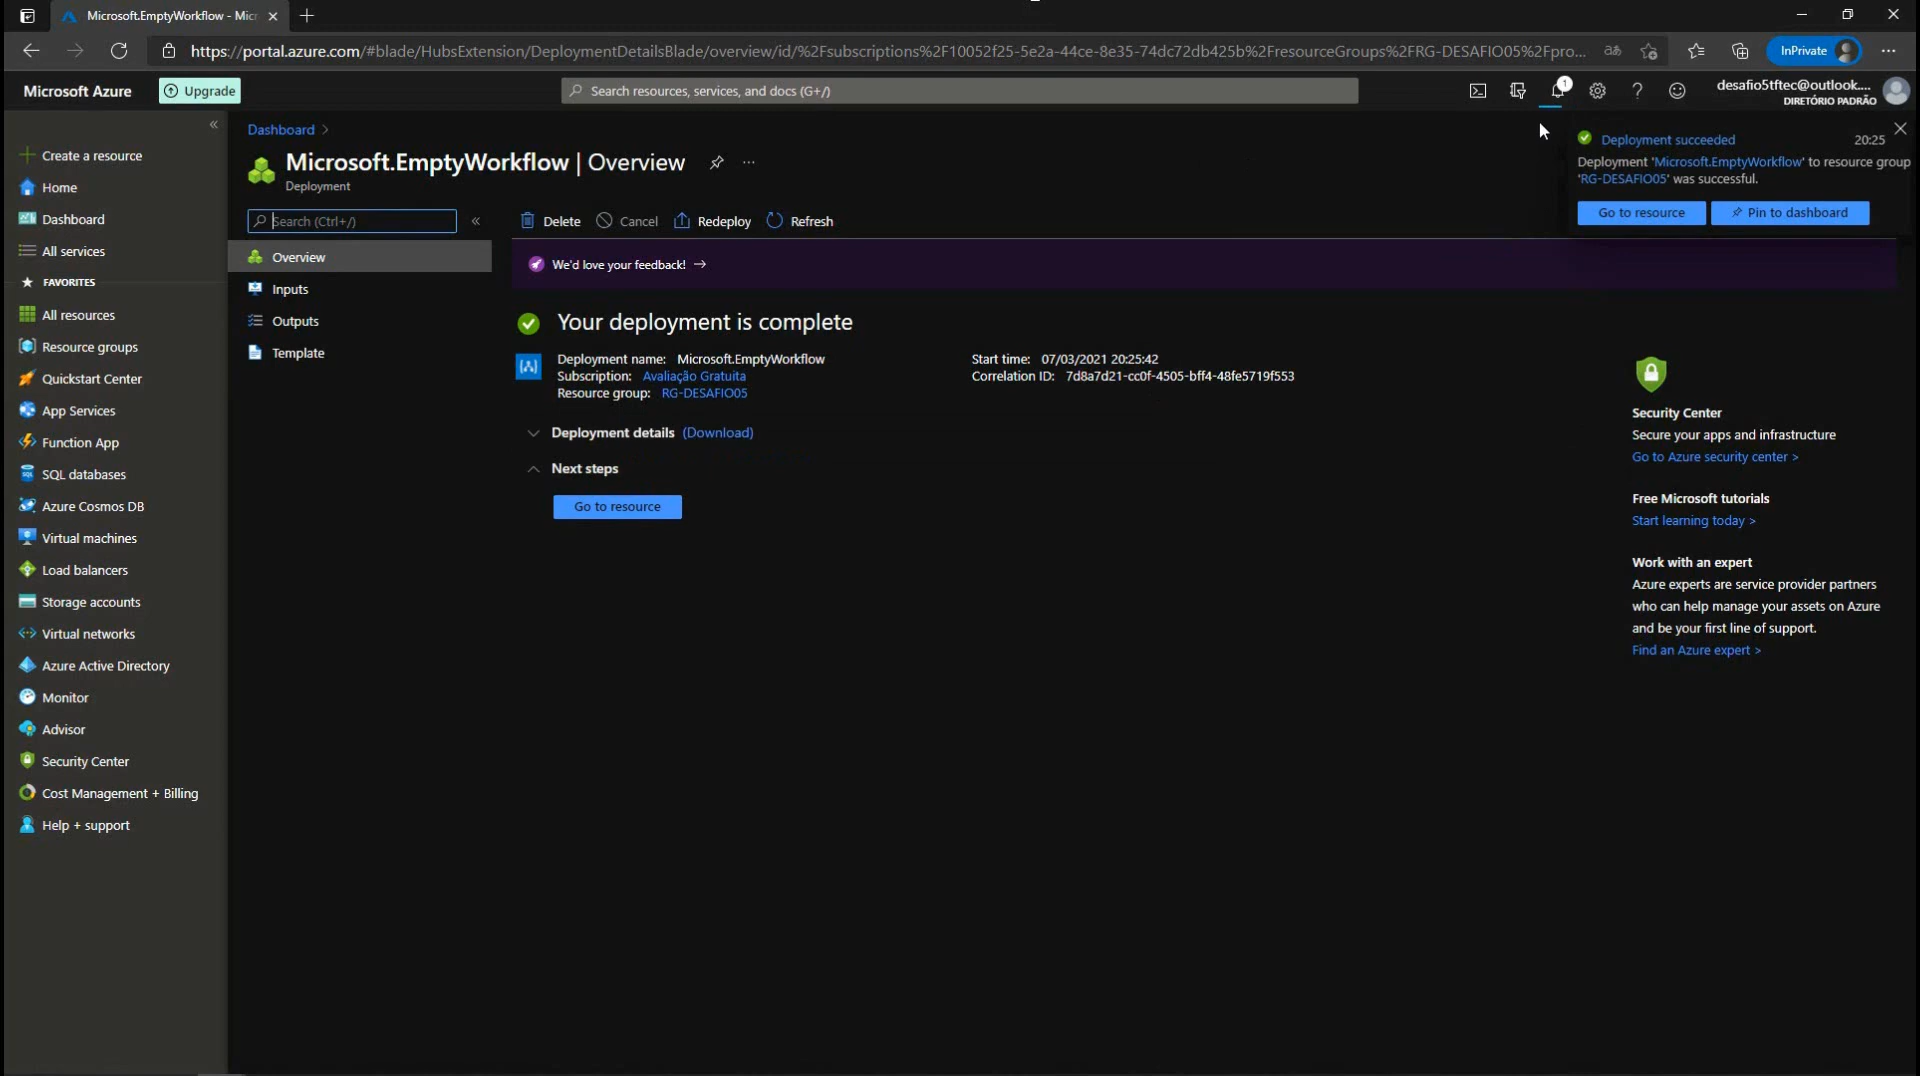 Microsoft.EmptyWorkflow - Micr
https://portal.azure.com/#blade/HubsExtension/DeploymentDetailsBlade/overview/id/%2Fsubscriptions%2F10052f25-5e2a-44ce-8e35-74dc72db425b%2FresourceGroups%2FRG-DESAFIO05%2Fpro...
InPrivate
Microsoft Azure
Upgrade
Search resources, services, and docs (G+/)
1
desafio5tftec@outlook....
DIRETÓRIO PADRÃO
Create a resource
Home
Dashboard
All services
FAVORITES
All resources
Resource groups
Quickstart Center
App Services
Function App
SQL databases
Azure Cosmos DB
Virtual machines
Load balancers
Storage accounts
Virtual networks
Azure Active Directory
Monitor
Advisor
Security Center
Cost Management + Billing
Help + support
Dashboard >
Microsoft.EmptyWorkflow | Overview
Deployment
Search (Ctrl+/)
Overview
Inputs
Outputs
Template
Delete
Cancel
Redeploy
Refresh
We'd love your feedback! →
Your deployment is complete
Deployment name: Microsoft.EmptyWorkflow
Subscription: Avaliação Gratuita
Resource group: RG-DESAFIO05
Start time: 07/03/2021 20:25:42
Correlation ID: 7d8a7d21-cc0f-4505-bff4-48fe5719f553
Deployment details (Download)
Next steps
Go to resource
Deployment succeeded 20:25
Deployment 'Microsoft.EmptyWorkflow' to resource group
'RG-DESAFIO05' was successful.
Go to resource
Pin to dashboard
Security Center
Secure your apps and infrastructure
Go to Azure security center >
Free Microsoft tutorials
Start learning today >
Work with an expert
Azure experts are service provider partners
who can help manage your assets on Azure
and be your first line of support.
Find an Azure expert >